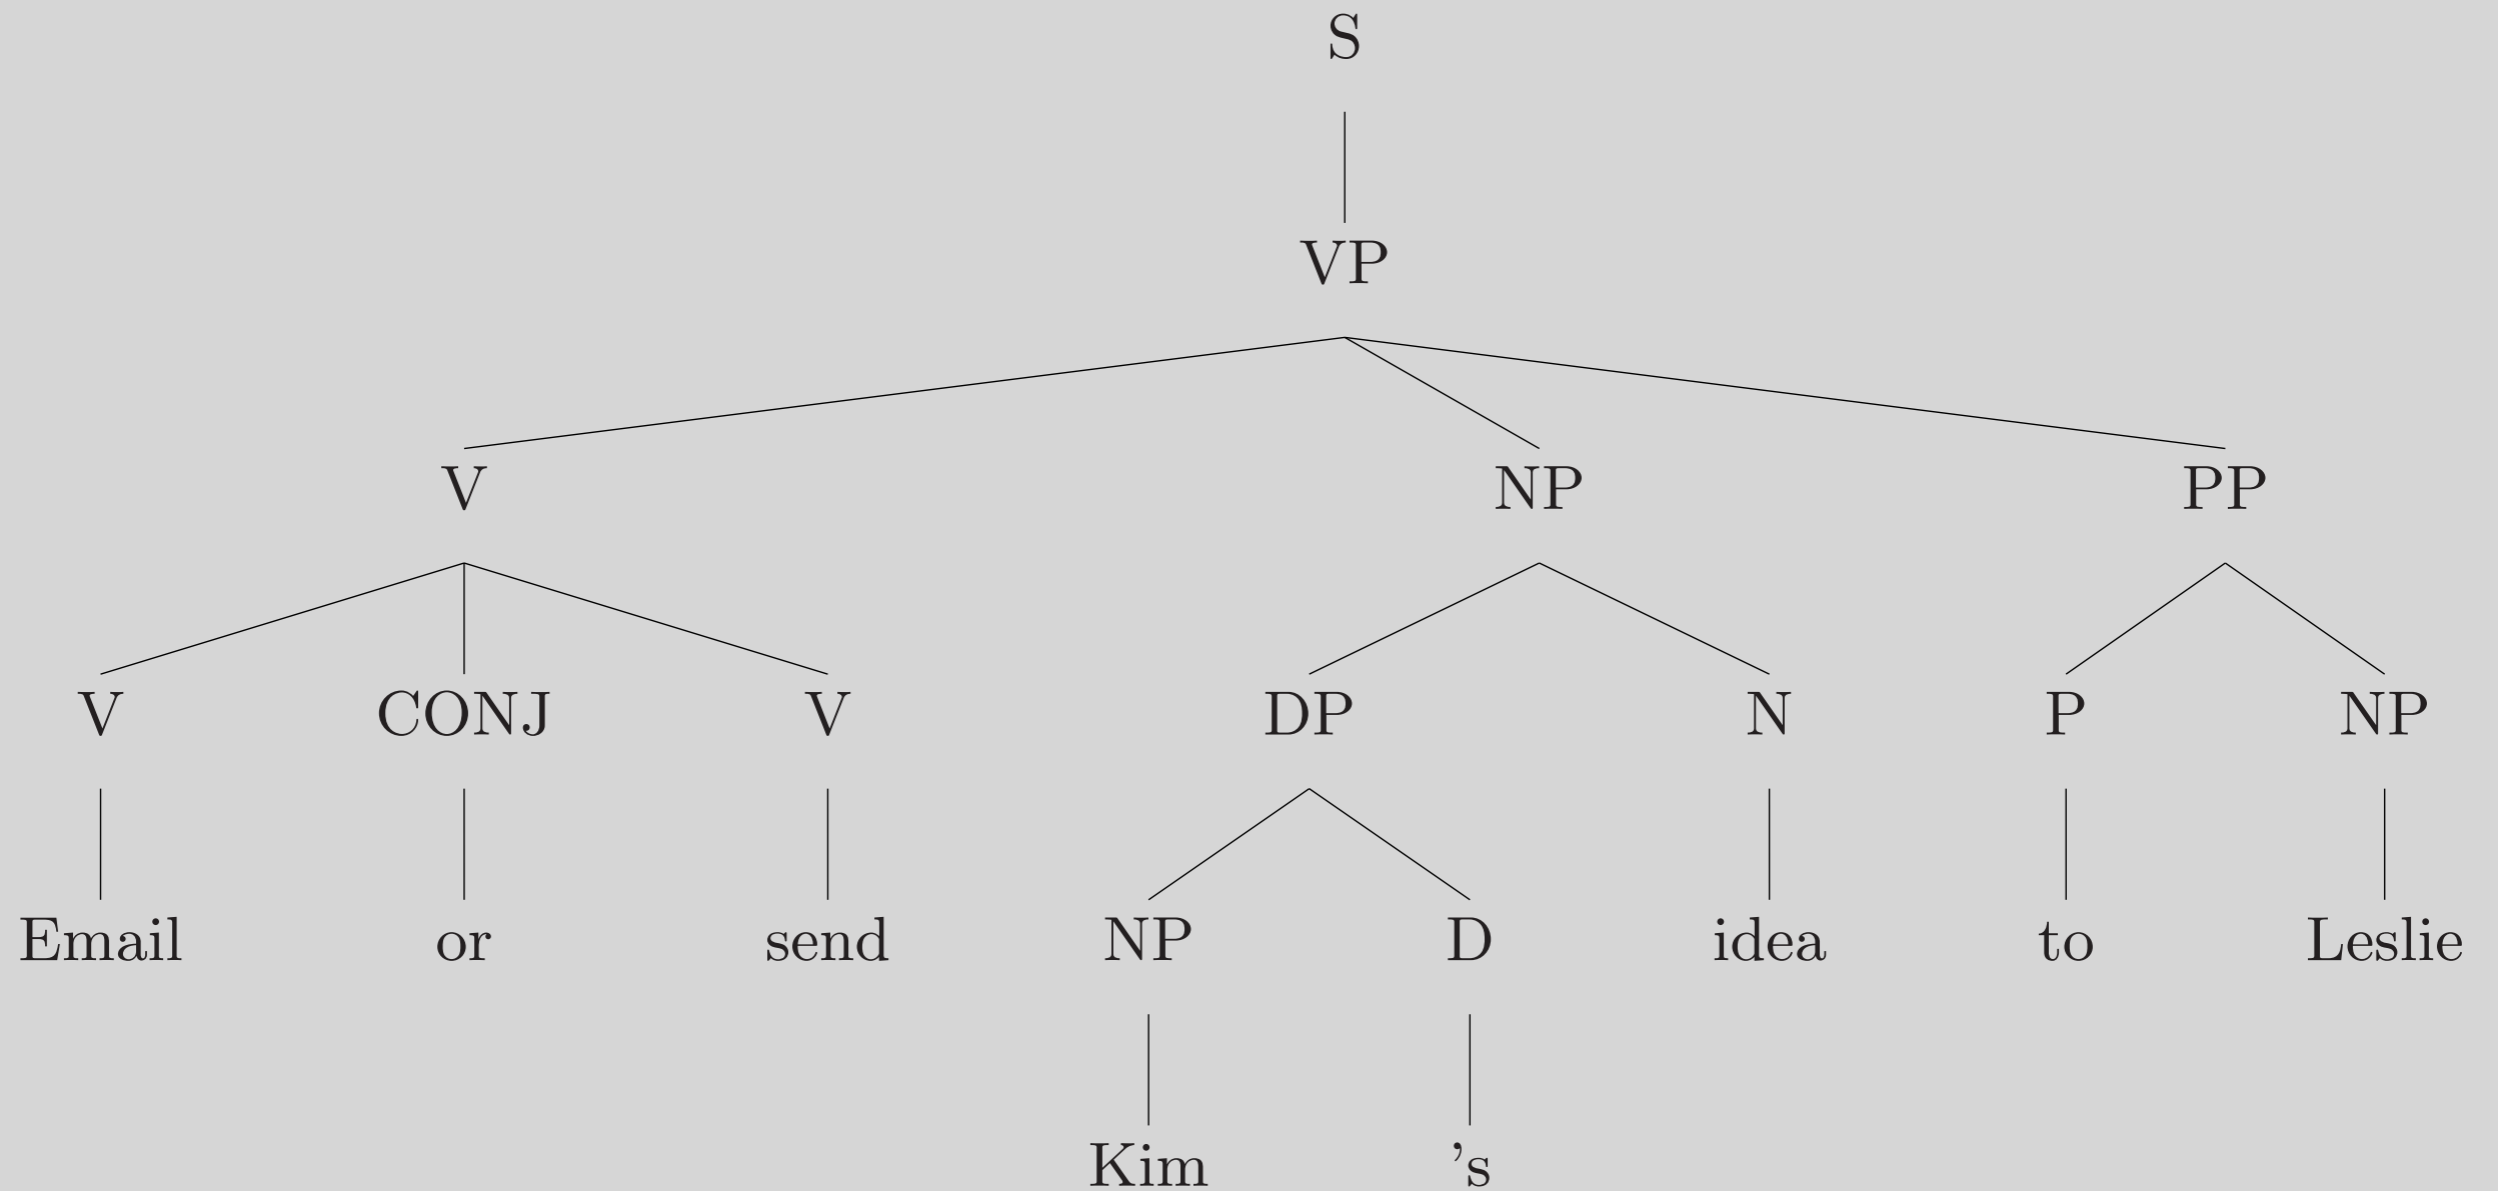 S
VP
V NP PP
V CONJ V DP N P NP
Email or send NP D idea to Leslie
Kim ’s